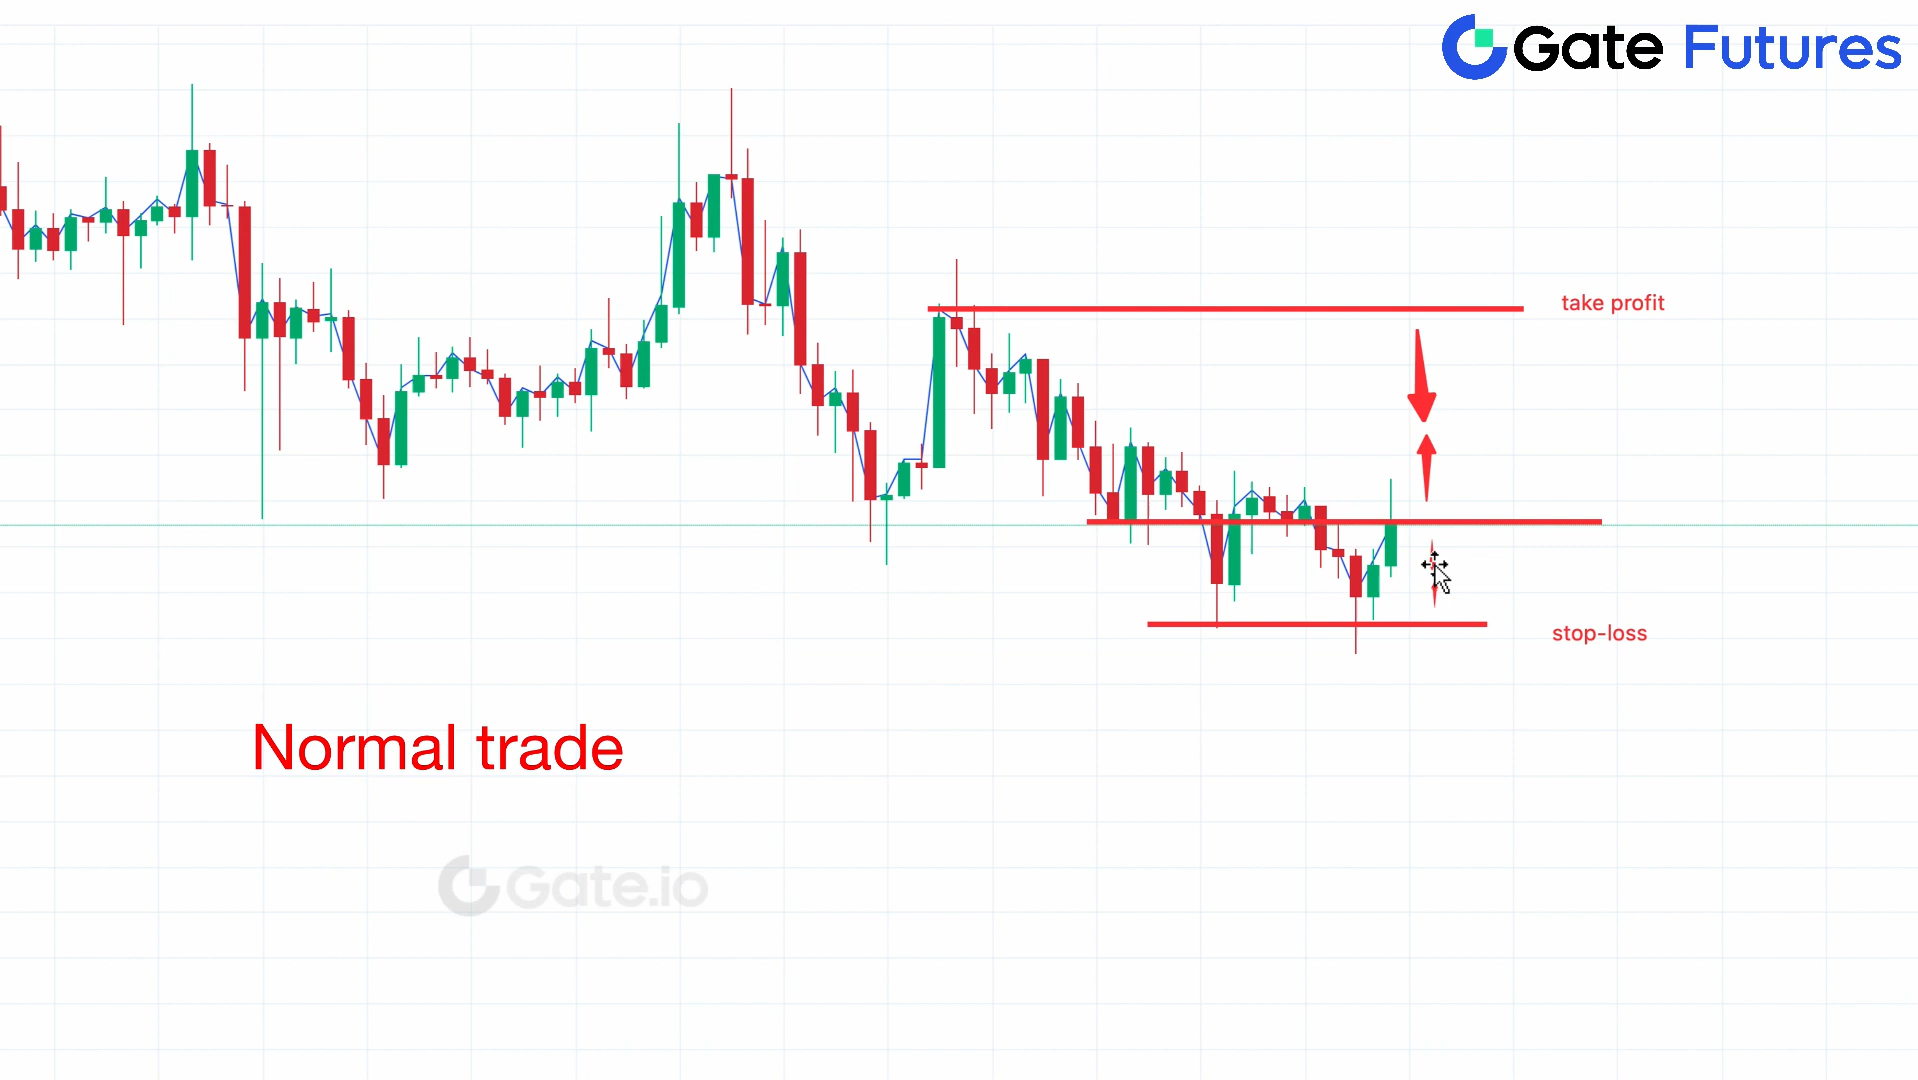 Gate Futures
take profit
stop-loss
Normal trade
Gate.io